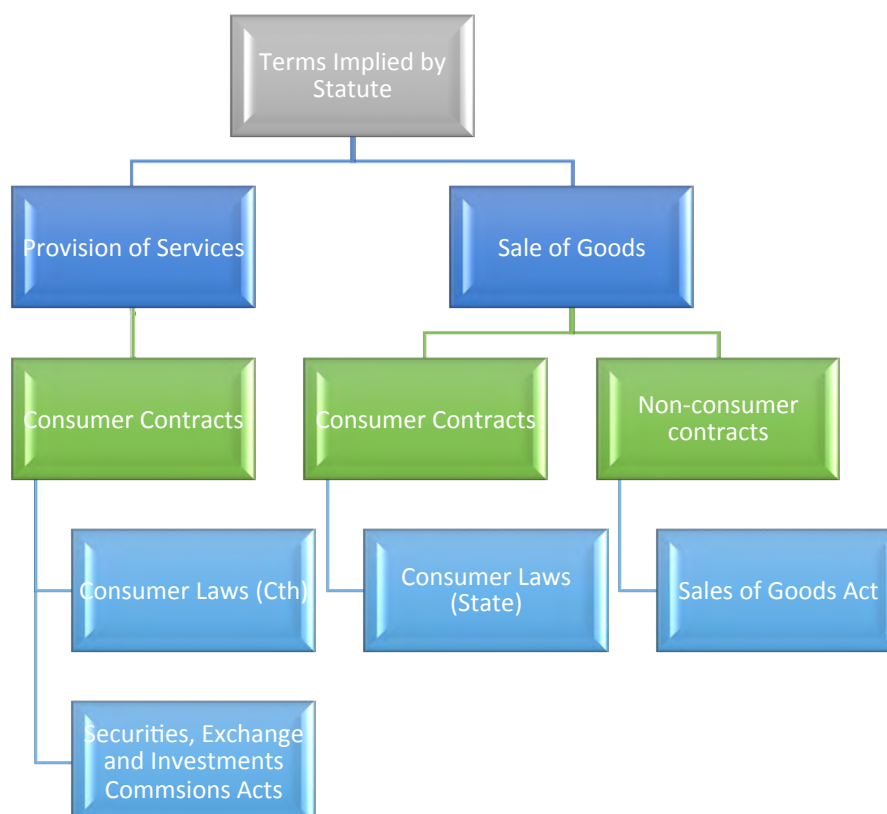 Terms Implied by
Statute
Provision of Services
Sale of Goods
Consumer Contracts
Consumer Contracts
Non-consumer
contracts
Consumer Laws (Cth)
Consumer Laws
(State)
Sales of Goods Act
Securities, Exchange
and Investments
Commsions Acts